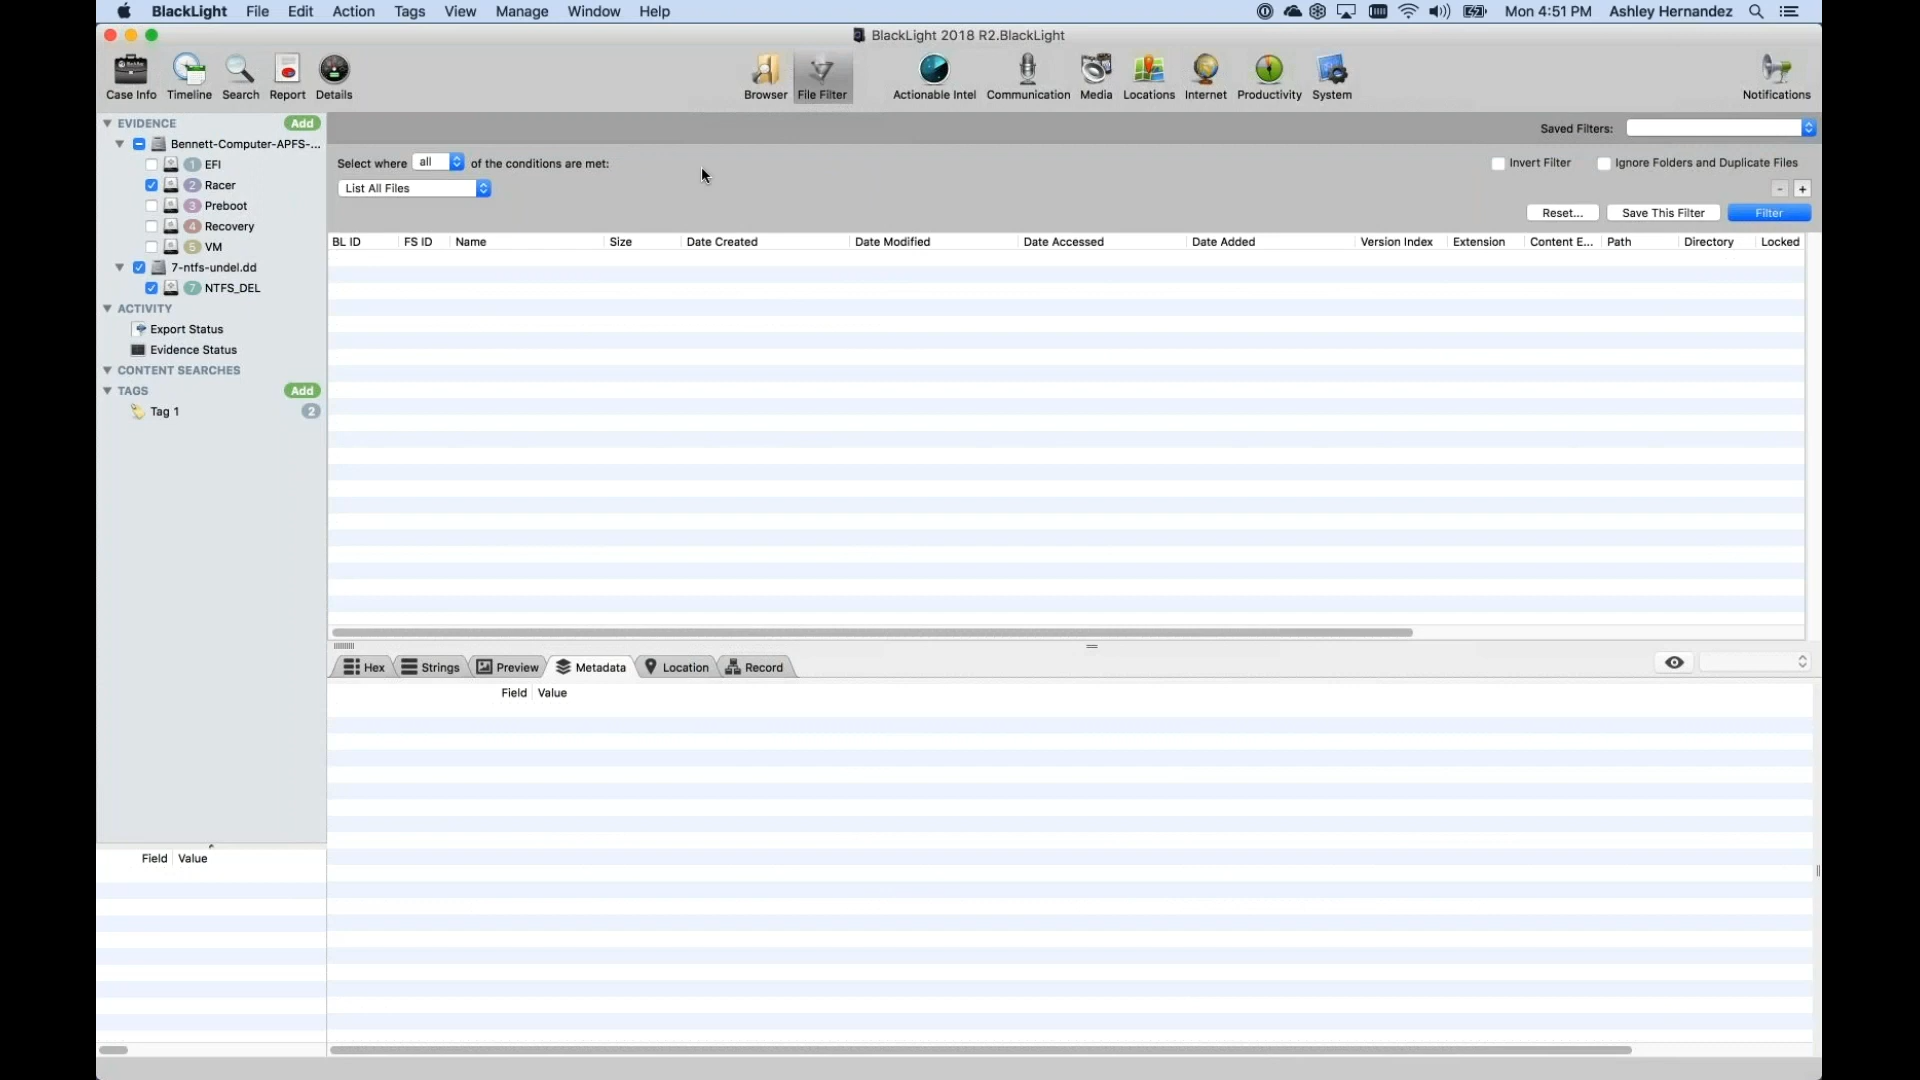 BlackLight File Edit Action Tags View Manage Window Help Mon 4:51 PM Ashley Hernandez
BlackLight 2018 R2.BlackLight
Case Info Timeline Search Report Details Browser File Filter Actionable Intel Communication Media Locations Internet Productivity System Notifications
EVIDENCE Add
Saved Filters:
Bennett-Computer-APFS-...
Select where all of the conditions are met:
Invert Filter Ignore Folders and Duplicate Files
1 EFI
2 Racer
List All Files
- +
3 Preboot
Reset... Save This Filter Filter
4 Recovery
BL ID FS ID Name Size Date Created Date Modified Date Accessed Date Added Version Index Extension Content E... Path Directory Locked
5 VM
7-ntfs-undel.dd
7 NTFS_DEL
ACTIVITY
Export Status
Evidence Status
CONTENT SEARCHES
TAGS Add
Tag 1 2
Hex Strings Preview Metadata Location Record
Field Value
Field Value